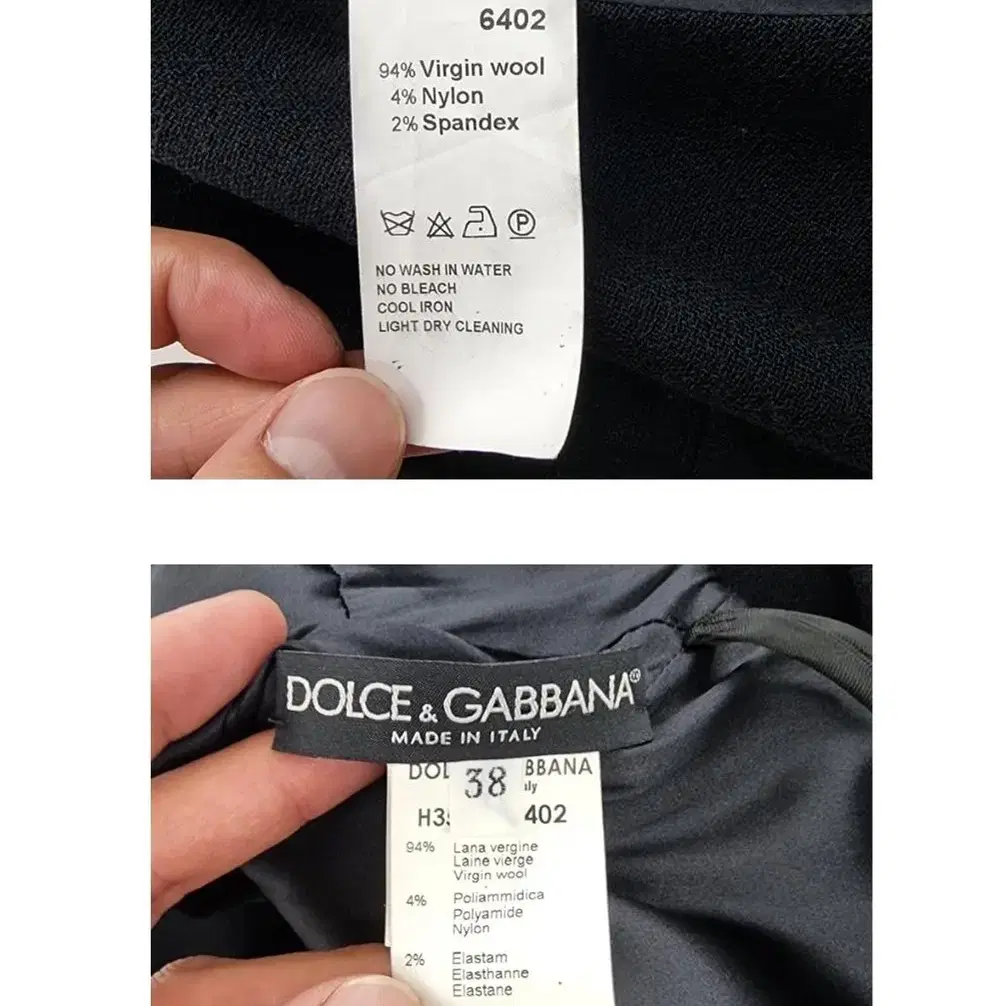 6402
94% Virgin wool
4% Nylon
2% Spandex
P
NO WASH IN WATER
NO BLEACH
COOL IRON
LIGHT DRY CLEANING
DOLCE & GABBANA®
MADE IN ITALY
38
402
94% Lana vergine
Laine vierge
Virgin wool
4% Poliammidica
Polyamide
Nylon
2% Elastam
Elasthanne
Elastane